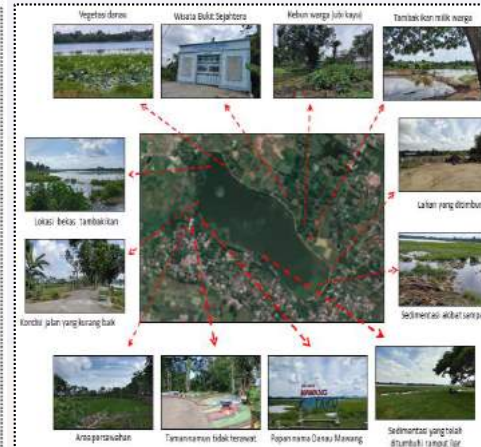 Vegetasi danau
Wisata Bukit Sejahtera
Kebun warga (ubi kayu)
Tambak ikan milik warga
Lokasi bekas tambak ikan
Lahan yang ditimbun
Kondisi jalan yang kurang baik
Sedimentasi akibat sampa
Area persawahan
Taman namun tidak terawat
MAWANG
Papan nama Danau Mawang
Sedimentasi yang telah
ditumbuhi rumput liar